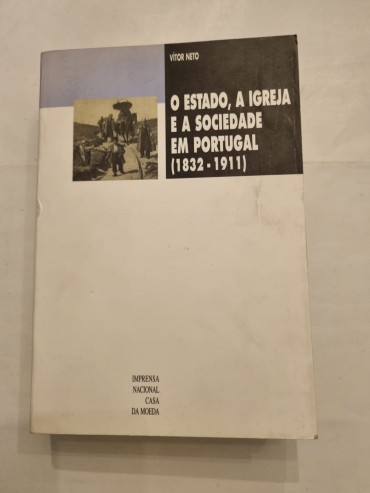 VÍTOR NETO
O ESTADO, A IGREJA
E A SOCIEDADE
EM PORTUGAL
(1832 - 1911)
IMPRENSA
NACIONAL
CASA
DA MOEDA